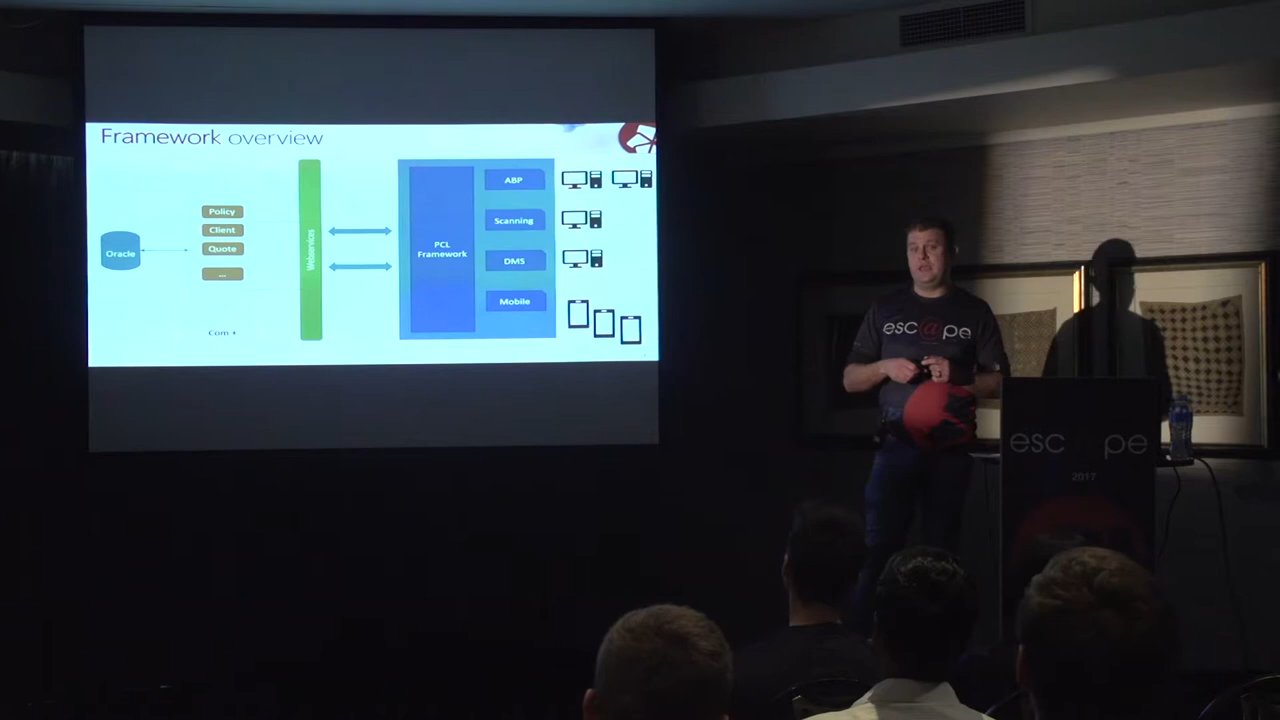 Framework overview
Oracle
Policy
Client
Quote
...
Com +
Webservices
PCL
Framework
ABP
Scanning
DMS
Mobile
esc@pe
esc@pe
2017